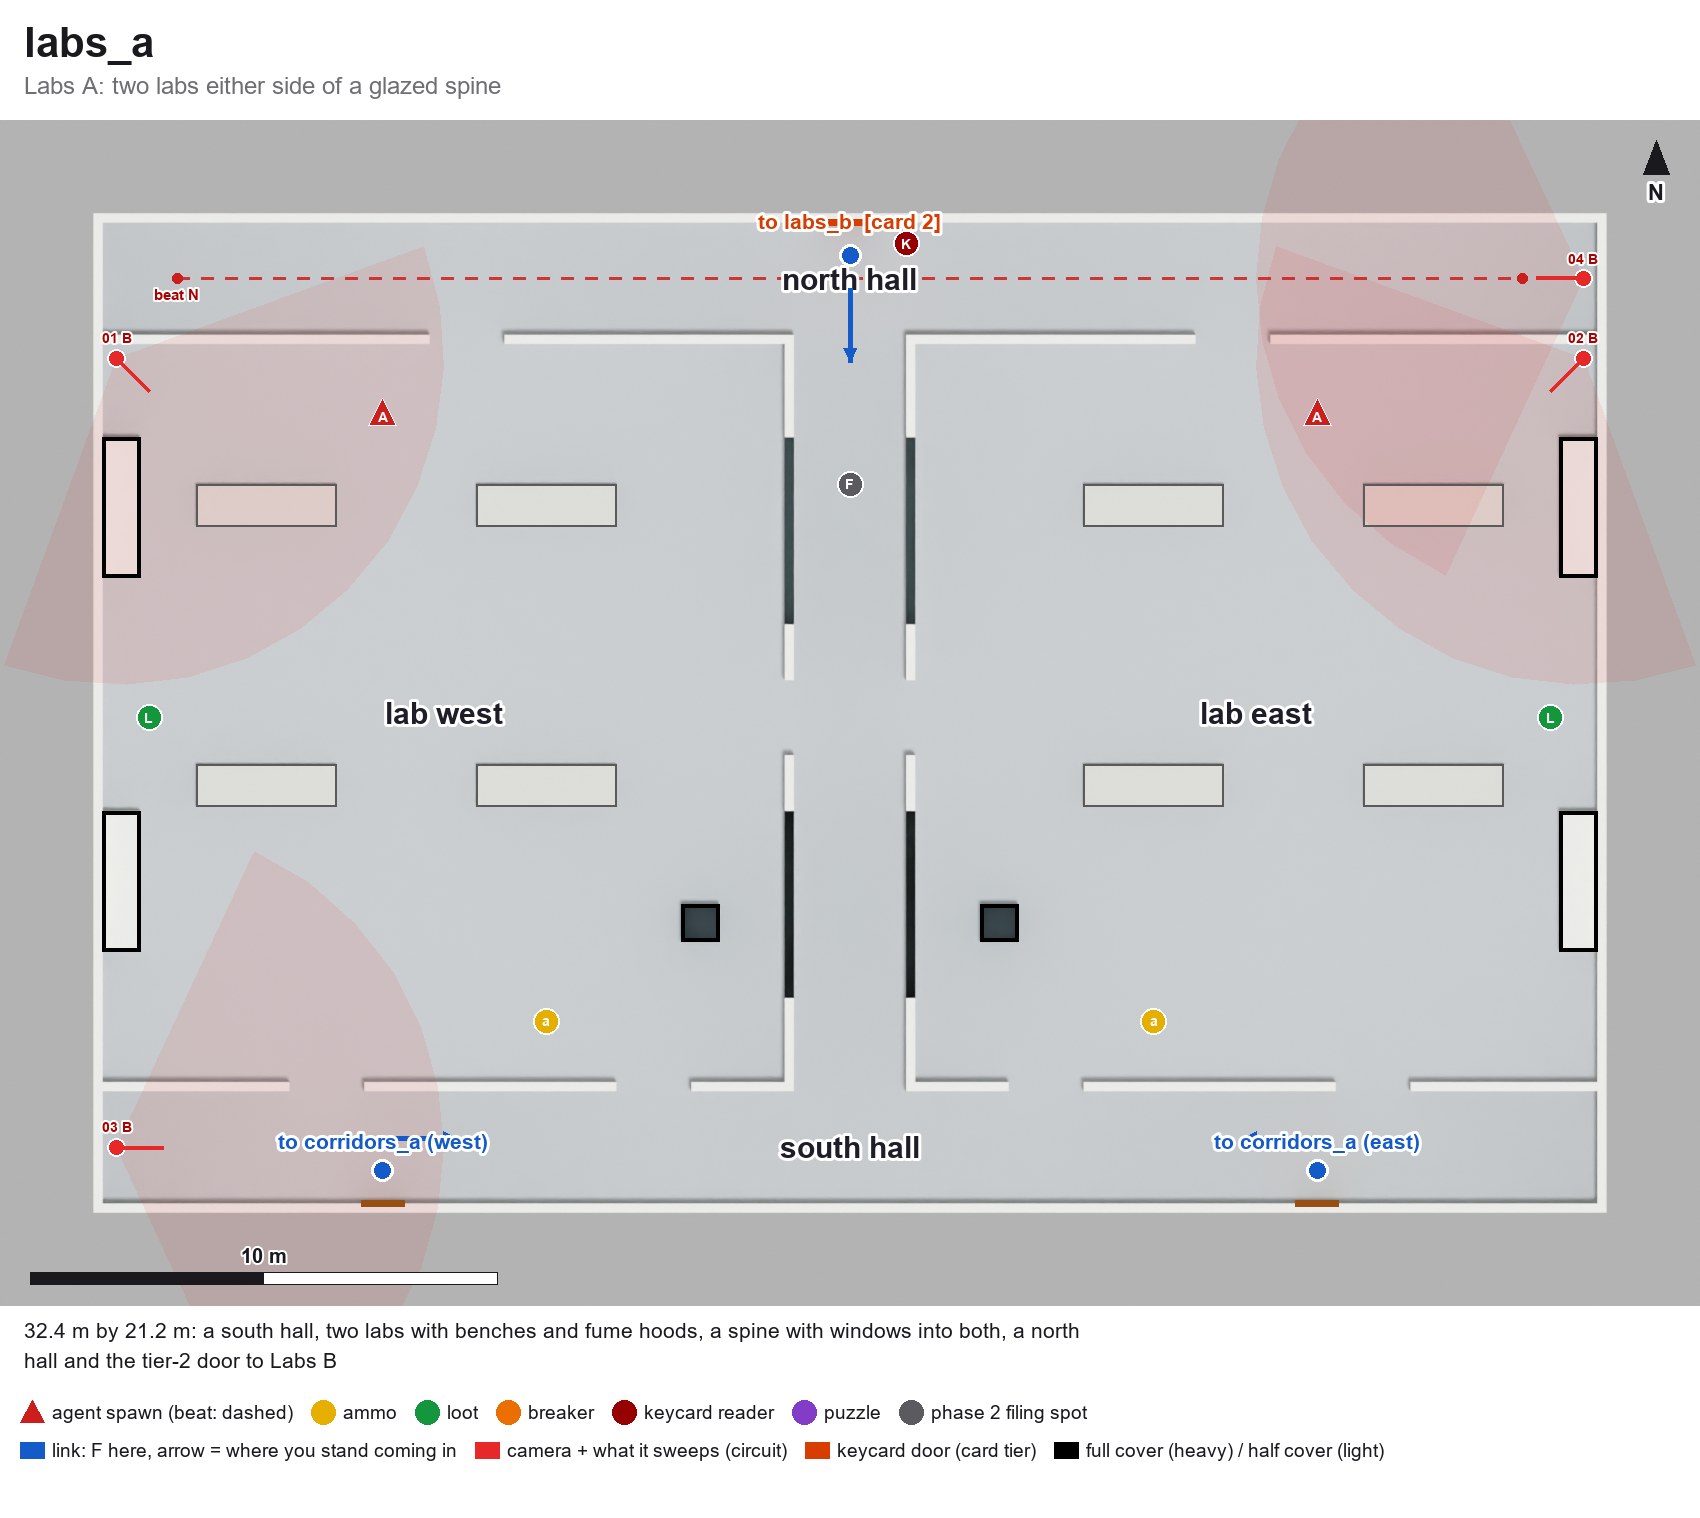 labs_a
Labs A: two labs either side of a glazed spine
N
to labs_b [card 2]
K
north hall
beat N
04 B
01 B
02 B
A
A
F
lab west
lab east
L
L
a
a
03 B
to corridors_a (west)
south hall
to corridors_a (east)
10 m
32.4 m by 21.2 m: a south hall, two labs with benches and fume hoods, a spine with windows into both, a north
hall and the tier-2 door to Labs B
agent spawn (beat: dashed)
ammo
loot
breaker
keycard reader
puzzle
phase 2 filing spot
link: F here, arrow = where you stand coming in
camera + what it sweeps (circuit)
keycard door (card tier)
full cover (heavy) / half cover (light)